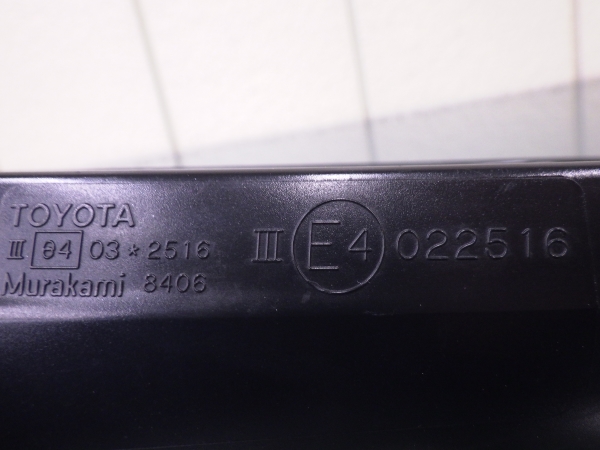 TOYOTA
III e4 03*2516
Murakami 8406
III E4 022516